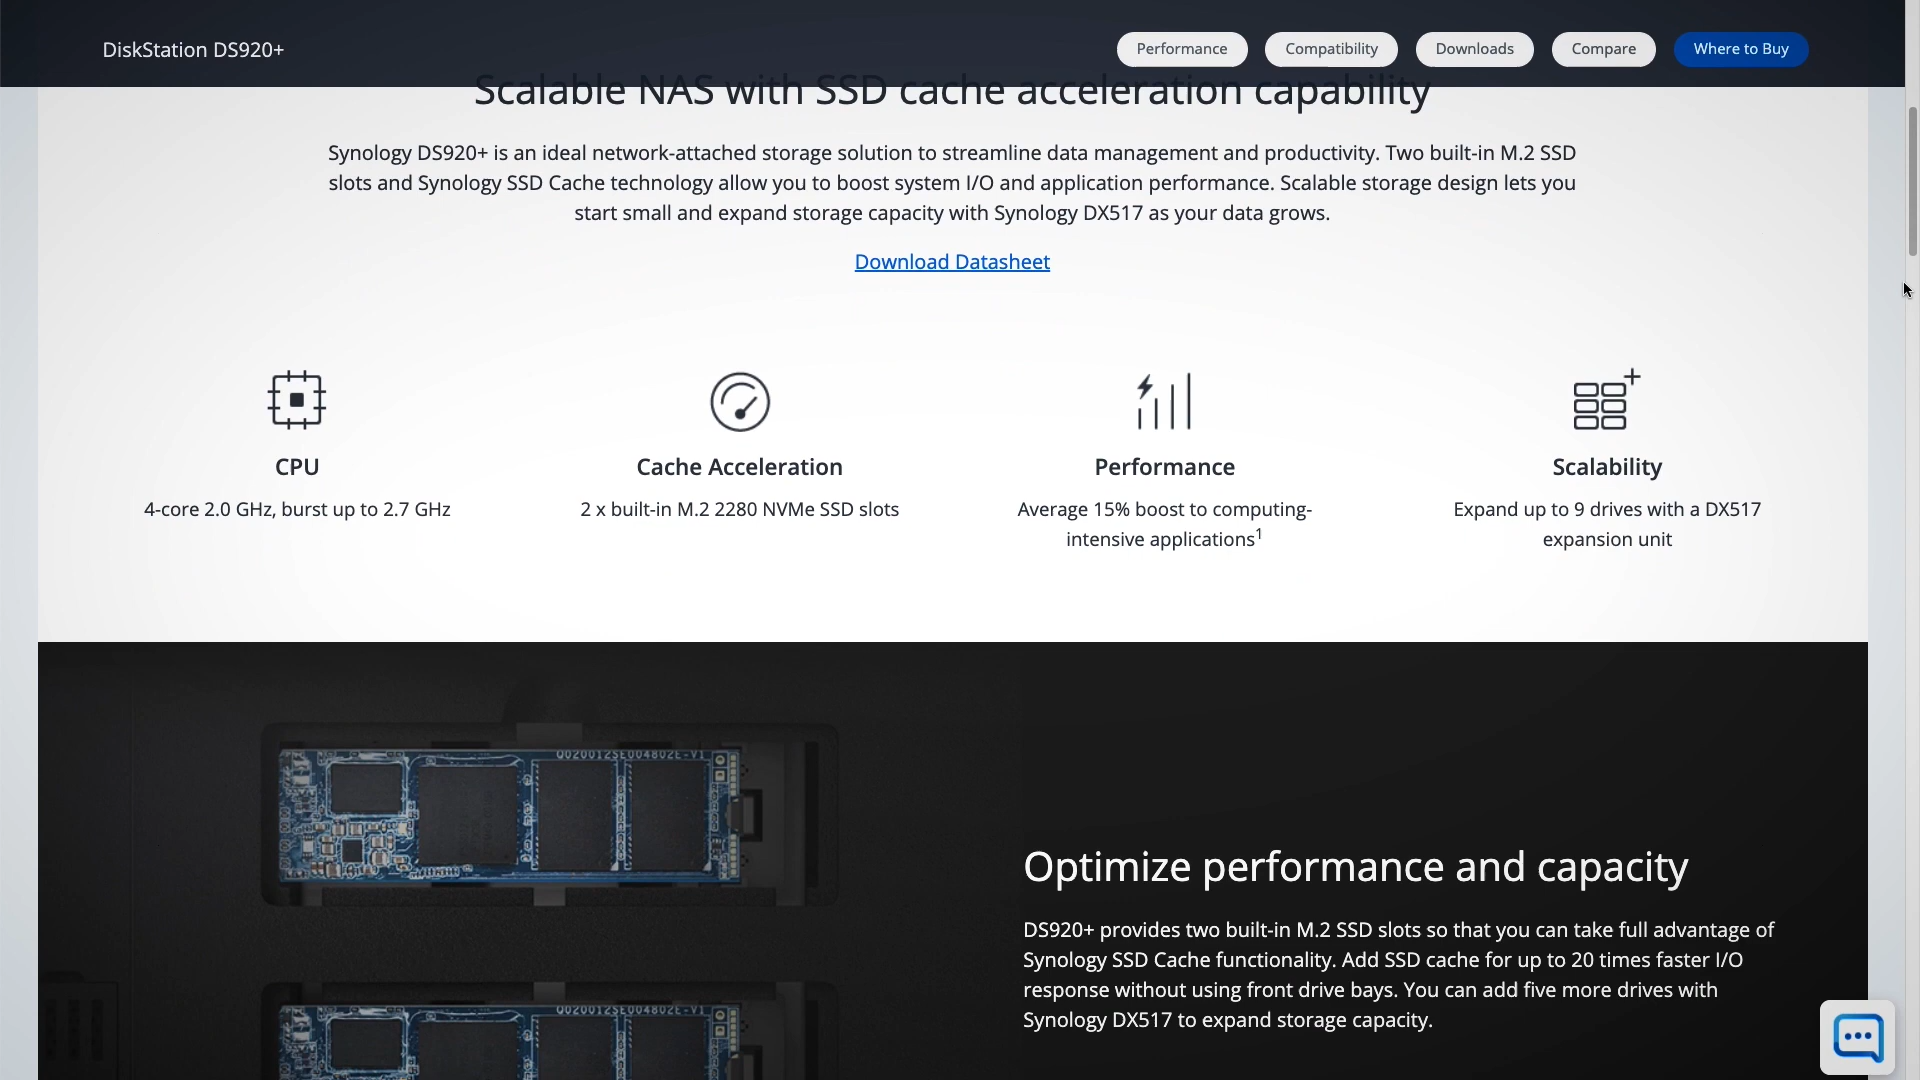 DiskStation DS920+
Performance
Compatibility
Downloads
Compare
Where to Buy
Scalable NAS with SSD cache acceleration capability
Synology DS920+ is an ideal network-attached storage solution to streamline data management and productivity. Two built-in M.2 SSD
slots and Synology SSD Cache technology allow you to boost system I/O and application performance. Scalable storage design lets you
start small and expand storage capacity with Synology DX517 as your data grows.
Download Datasheet
CPU
4-core 2.0 GHz, burst up to 2.7 GHz
Cache Acceleration
2 x built-in M.2 2280 NVMe SSD slots
Performance
Average 15% boost to computing-
intensive applications1
Scalability
Expand up to 9 drives with a DX517
expansion unit
Q020012SE004802E-V1
Optimize performance and capacity
DS920+ provides two built-in M.2 SSD slots so that you can take full advantage of
Synology SSD Cache functionality. Add SSD cache for up to 20 times faster I/O
response without using front drive bays. You can add five more drives with
Synology DX517 to expand storage capacity.
Q020012SE004802E-V1